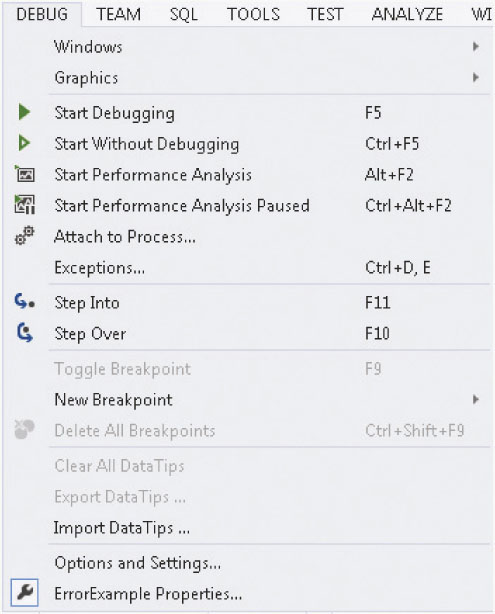 DEBUG TEAM SQL TOOLS TEST ANALYZE WI
Windows
Graphics
Start Debugging F5
Start Without Debugging Ctrl+F5
Start Performance Analysis Alt+F2
Start Performance Analysis Paused Ctrl+Alt+F2
Attach to Process...
Exceptions... Ctrl+D, E
Step Into F11
Step Over F10
Toggle Breakpoint F9
New Breakpoint
Delete All Breakpoints Ctrl+Shift+F9
Clear All DataTips
Export DataTips ...
Import DataTips ...
Options and Settings...
ErrorExample Properties...